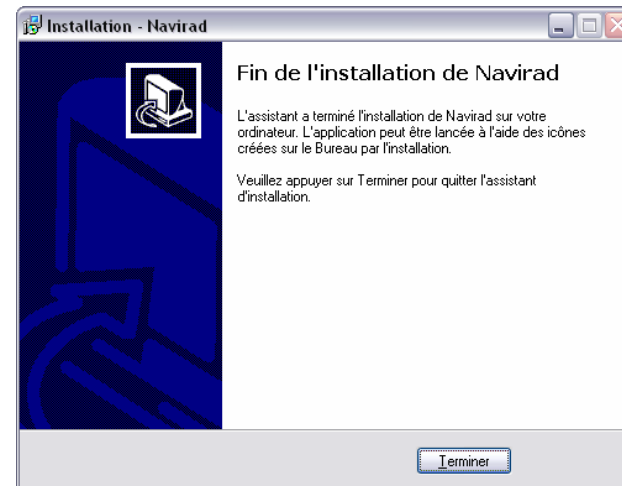 Installation - Navirad
Fin de l'installation de Navirad
L'assistant a terminé l'installation de Navirad sur votre
ordinateur. L'application peut être lancée à l'aide des icônes
créées sur le Bureau par l'installation.
Veuillez appuyer sur Terminer pour quitter l'assistant
d'installation.
Terminer